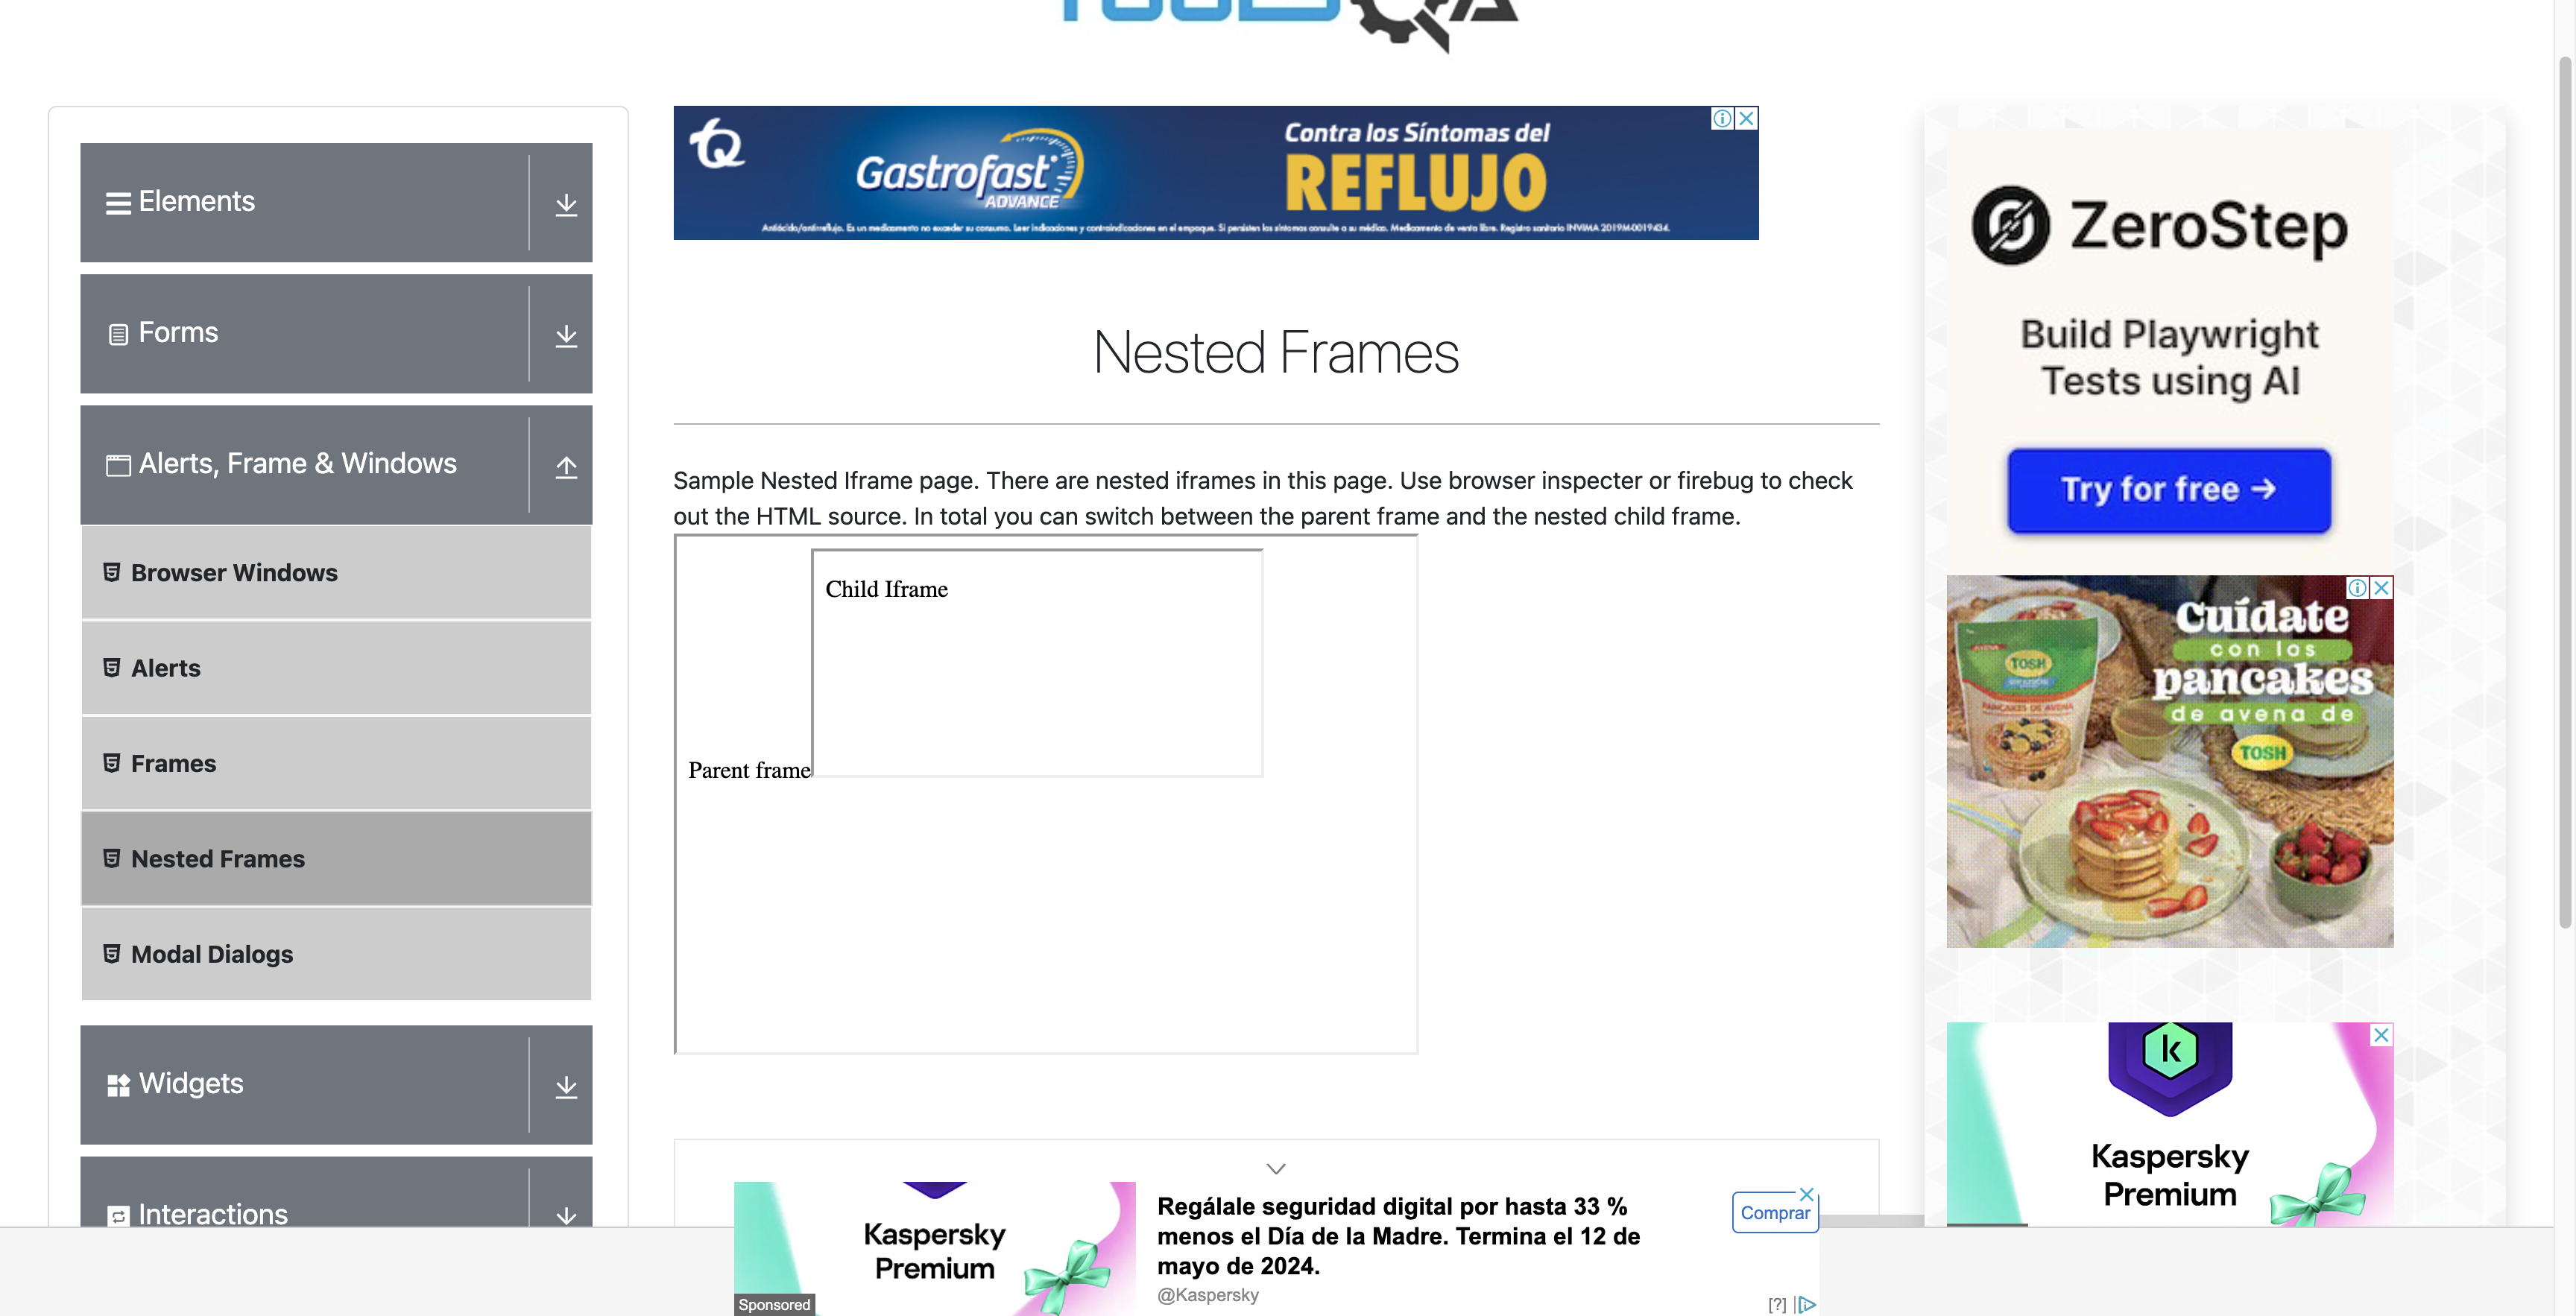 TOOLSQA
Elements
Forms
Alerts, Frame & Windows
Browser Windows
Alerts
Frames
Nested Frames
Modal Dialogs
Widgets
Interactions
Gastrofast
ADVANCE
Contra los Síntomas del
REFLUJO
Antiácido/antirreflujo. Es un medicamento no exceder su consumo. Leer indicaciones y contraindicaciones en el empaque. Si persisten los síntomas consulte a su médico. Medicamento de venta libre. Registro sanitario INVIMA 2019M-0019434.
Nested Frames
Sample Nested Iframe page. There are nested iframes in this page. Use browser inspecter or firebug to check
out the HTML source. In total you can switch between the parent frame and the nested child frame.
Child Iframe
Parent frame
Kaspersky
Premium
Sponsored
Regálale seguridad digital por hasta 33 %
menos el Día de la Madre. Termina el 12 de
mayo de 2024.
@Kaspersky
Comprar
[?]
ZeroStep
Build Playwright
Tests using AI
Try for free →
Cuídate
con los
pancakes
de avena de
TOSH
TOSH
PANCAKES DE AVENA
Kaspersky
Premium